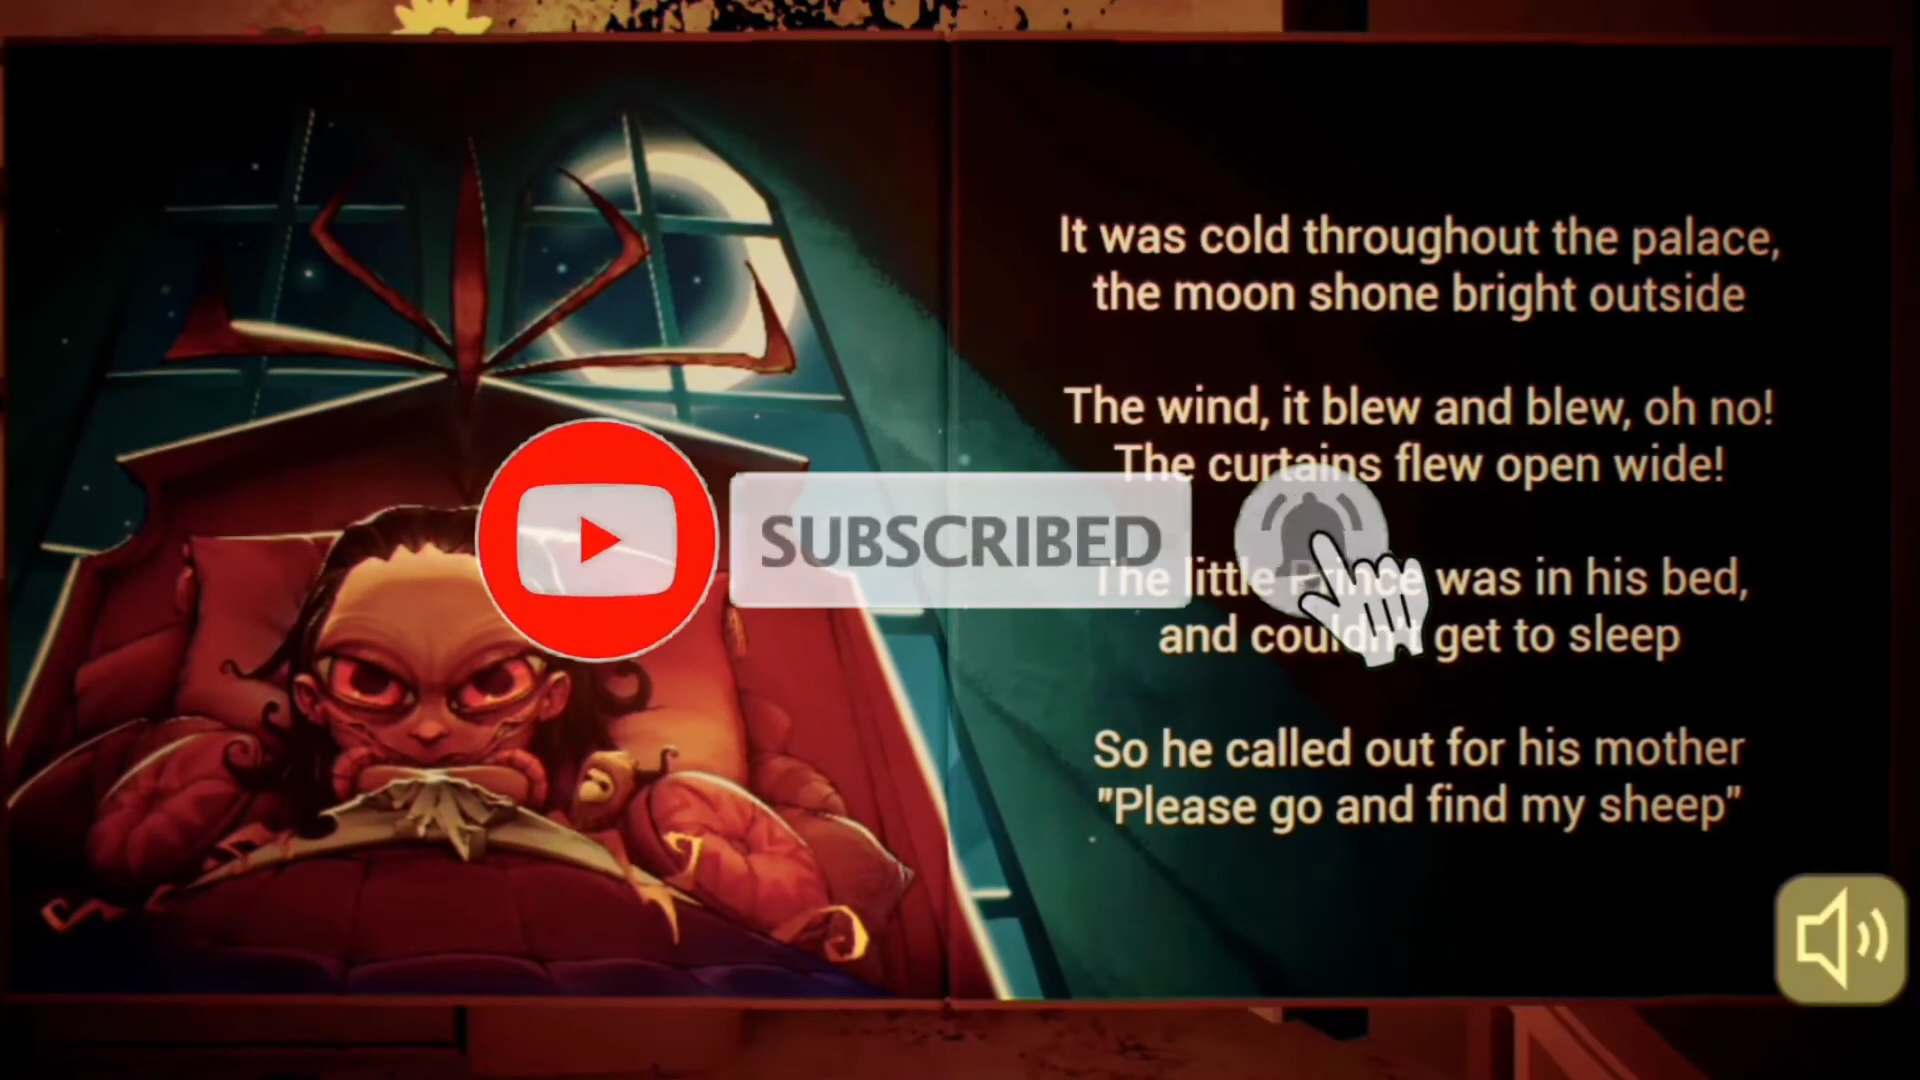 It was cold throughout the palace,
the moon shone bright outside
The wind, it blew and blew, oh no!
The curtains flew open wide!
SUBSCRIBED
The little Prince was in his bed,
and couldn't get to sleep
So he called out for his mother
"Please go and find my sheep"